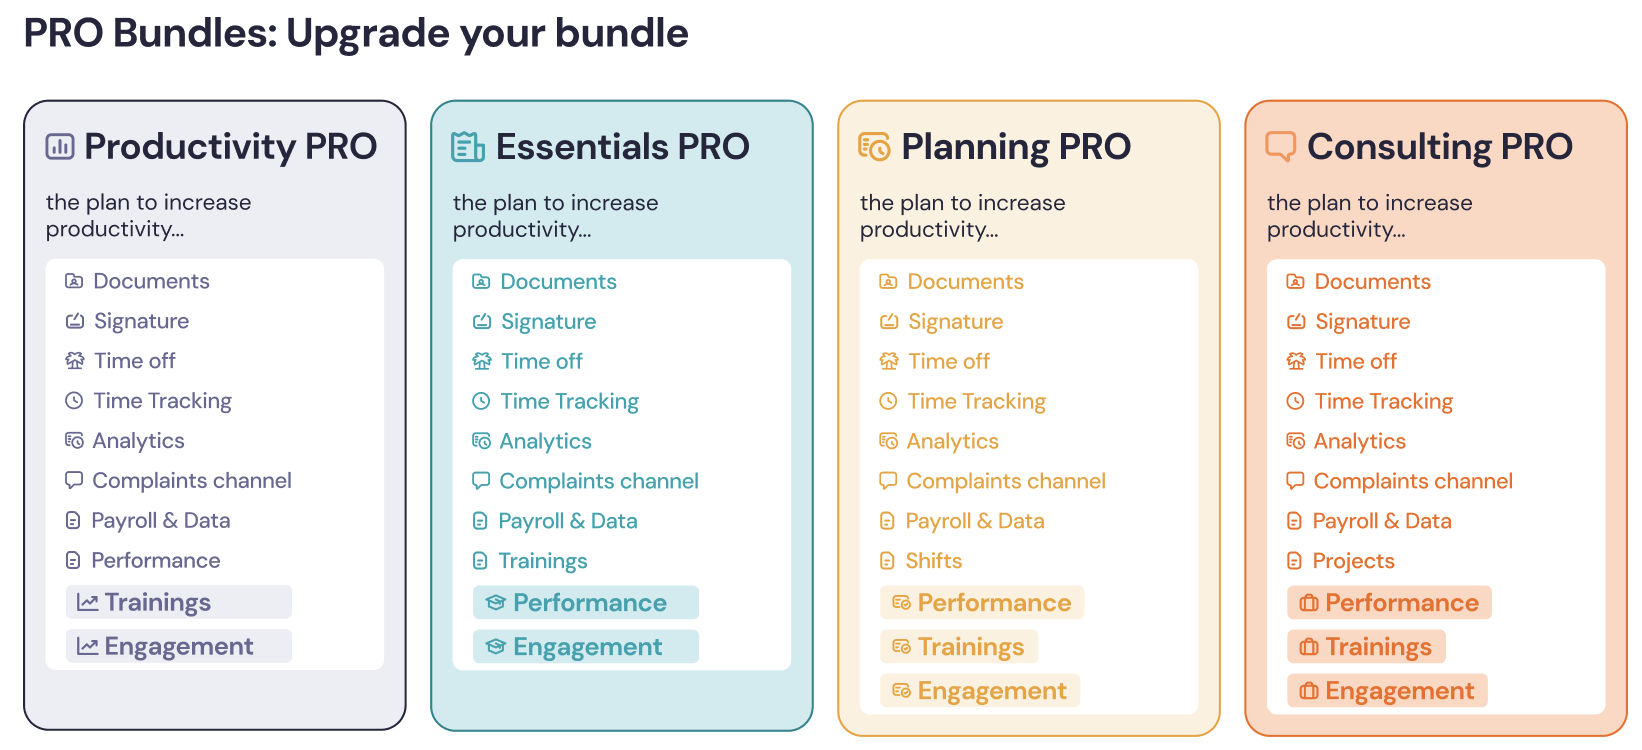 PRO Bundles: Upgrade your bundle
Productivity PRO
the plan to increase
productivity...
Documents
Signature
Time off
Time Tracking
Analytics
Complaints channel
Payroll & Data
Performance
Trainings
Engagement
Essentials PRO
the plan to increase
productivity...
Documents
Signature
Time off
Time Tracking
Analytics
Complaints channel
Payroll & Data
Trainings
Performance
Engagement
Planning PRO
the plan to increase
productivity...
Documents
Signature
Time off
Time Tracking
Analytics
Complaints channel
Payroll & Data
Shifts
Performance
Trainings
Engagement
Consulting PRO
the plan to increase
productivity...
Documents
Signature
Time off
Time Tracking
Analytics
Complaints channel
Payroll & Data
Projects
Performance
Trainings
Engagement